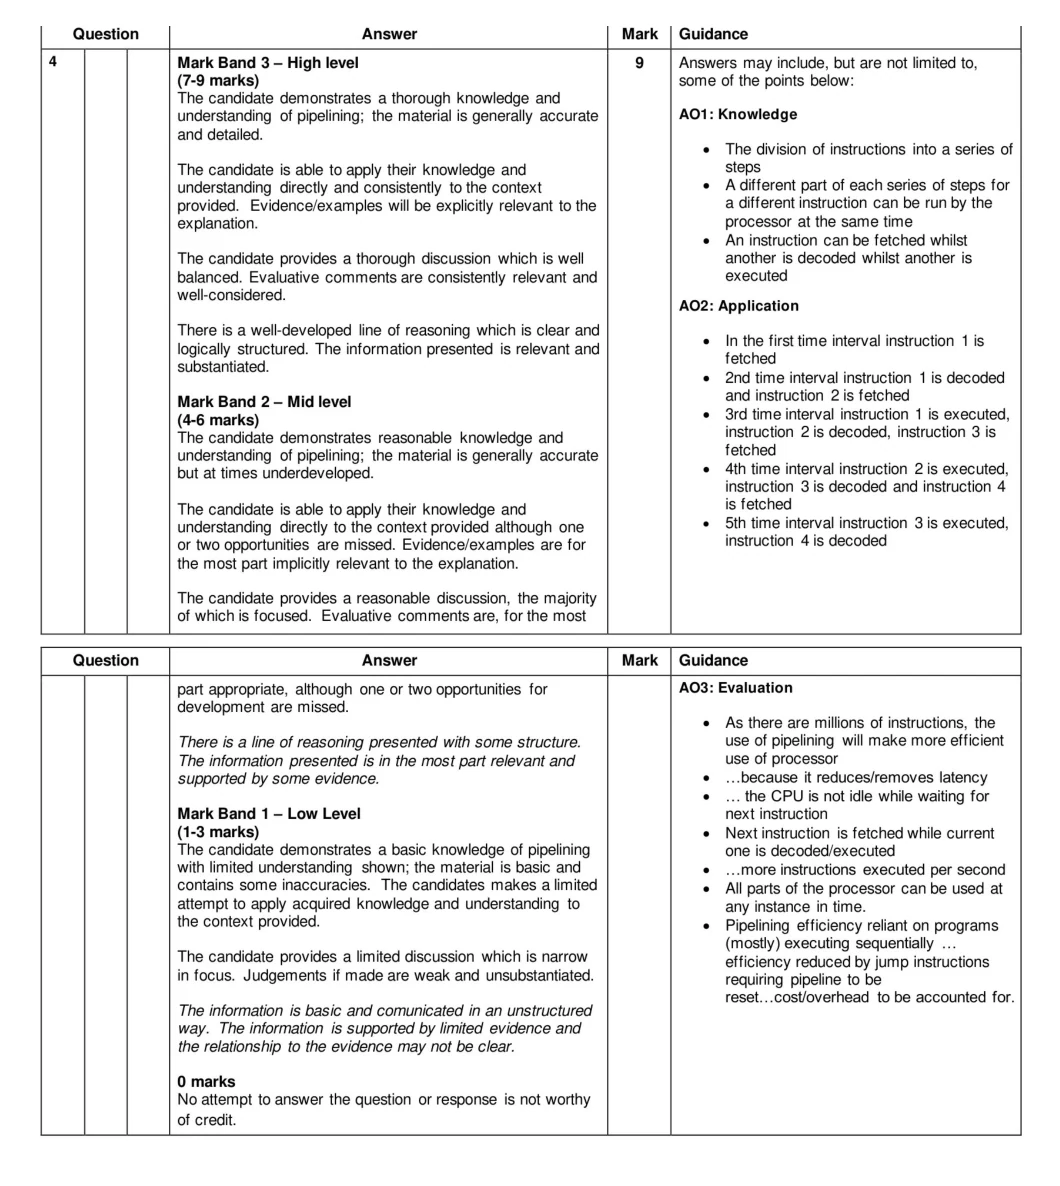 Question Answer Mark Guidance
4
Mark Band 3 – High level
(7-9 marks)
The candidate demonstrates a thorough knowledge and
understanding of pipelining; the material is generally accurate
and detailed.
The candidate is able to apply their knowledge and
understanding directly and consistently to the context
provided. Evidence/examples will be explicitly relevant to the
explanation.
The candidate provides a thorough discussion which is well
balanced. Evaluative comments are consistently relevant and
well-considered.
There is a well-developed line of reasoning which is clear and
logically structured. The information presented is relevant and
substantiated.
Mark Band 2 – Mid level
(4-6 marks)
The candidate demonstrates reasonable knowledge and
understanding of pipelining; the material is generally accurate
but at times underdeveloped.
The candidate is able to apply their knowledge and
understanding directly to the context provided although one
or two opportunities are missed. Evidence/examples are for
the most part implicitly relevant to the explanation.
The candidate provides a reasonable discussion, the majority
of which is focused. Evaluative comments are, for the most
9
Answers may include, but are not limited to,
some of the points below:
AO1: Knowledge
• The division of instructions into a series of
steps
• A different part of each series of steps for
a different instruction can be run by the
processor at the same time
• An instruction can be fetched whilst
another is decoded whilst another is
executed
AO2: Application
• In the first time interval instruction 1 is
fetched
• 2nd time interval instruction 1 is decoded
and instruction 2 is fetched
• 3rd time interval instruction 1 is executed,
instruction 2 is decoded, instruction 3 is
fetched
• 4th time interval instruction 2 is executed,
instruction 3 is decoded and instruction 4
is fetched
• 5th time interval instruction 3 is executed,
instruction 4 is decoded
Question Answer Mark Guidance
part appropriate, although one or two opportunities for
development are missed.
There is a line of reasoning presented with some structure.
The information presented is in the most part relevant and
supported by some evidence.
Mark Band 1 – Low Level
(1-3 marks)
The candidate demonstrates a basic knowledge of pipelining
with limited understanding shown; the material is basic and
contains some inaccuracies. The candidates makes a limited
attempt to apply acquired knowledge and understanding to
the context provided.
The candidate provides a limited discussion which is narrow
in focus. Judgements if made are weak and unsubstantiated.
The information is basic and comunicated in an unstructured
way. The information is supported by limited evidence and
the relationship to the evidence may not be clear.
0 marks
No attempt to answer the question or response is not worthy
of credit.
AO3: Evaluation
• As there are millions of instructions, the
use of pipelining will make more efficient
use of processor
• …because it reduces/removes latency
• … the CPU is not idle while waiting for
next instruction
• Next instruction is fetched while current
one is decoded/executed
• …more instructions executed per second
• All parts of the processor can be used at
any instance in time.
• Pipelining efficiency reliant on programs
(mostly) executing sequentially …
efficiency reduced by jump instructions
requiring pipeline to be
reset…cost/overhead to be accounted for.